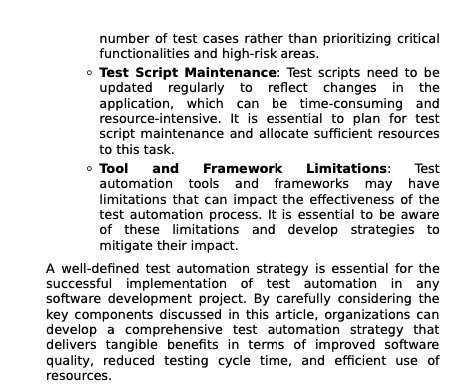 number of test cases rather than prioritizing critical
functionalities and high-risk areas.
◦ Test Script Maintenance: Test scripts need to be
updated regularly to reflect changes in the
application, which can be time-consuming and
resource-intensive. It is essential to plan for test
script maintenance and allocate sufficient resources
to this task.
◦ Tool and Framework Limitations: Test
automation tools and frameworks may have
limitations that can impact the effectiveness of the
test automation process. It is essential to be aware
of these limitations and develop strategies to
mitigate their impact.
A well-defined test automation strategy is essential for the
successful implementation of test automation in any
software development project. By carefully considering the
key components discussed in this article, organizations can
develop a comprehensive test automation strategy that
delivers tangible benefits in terms of improved software
quality, reduced testing cycle time, and efficient use of
resources.